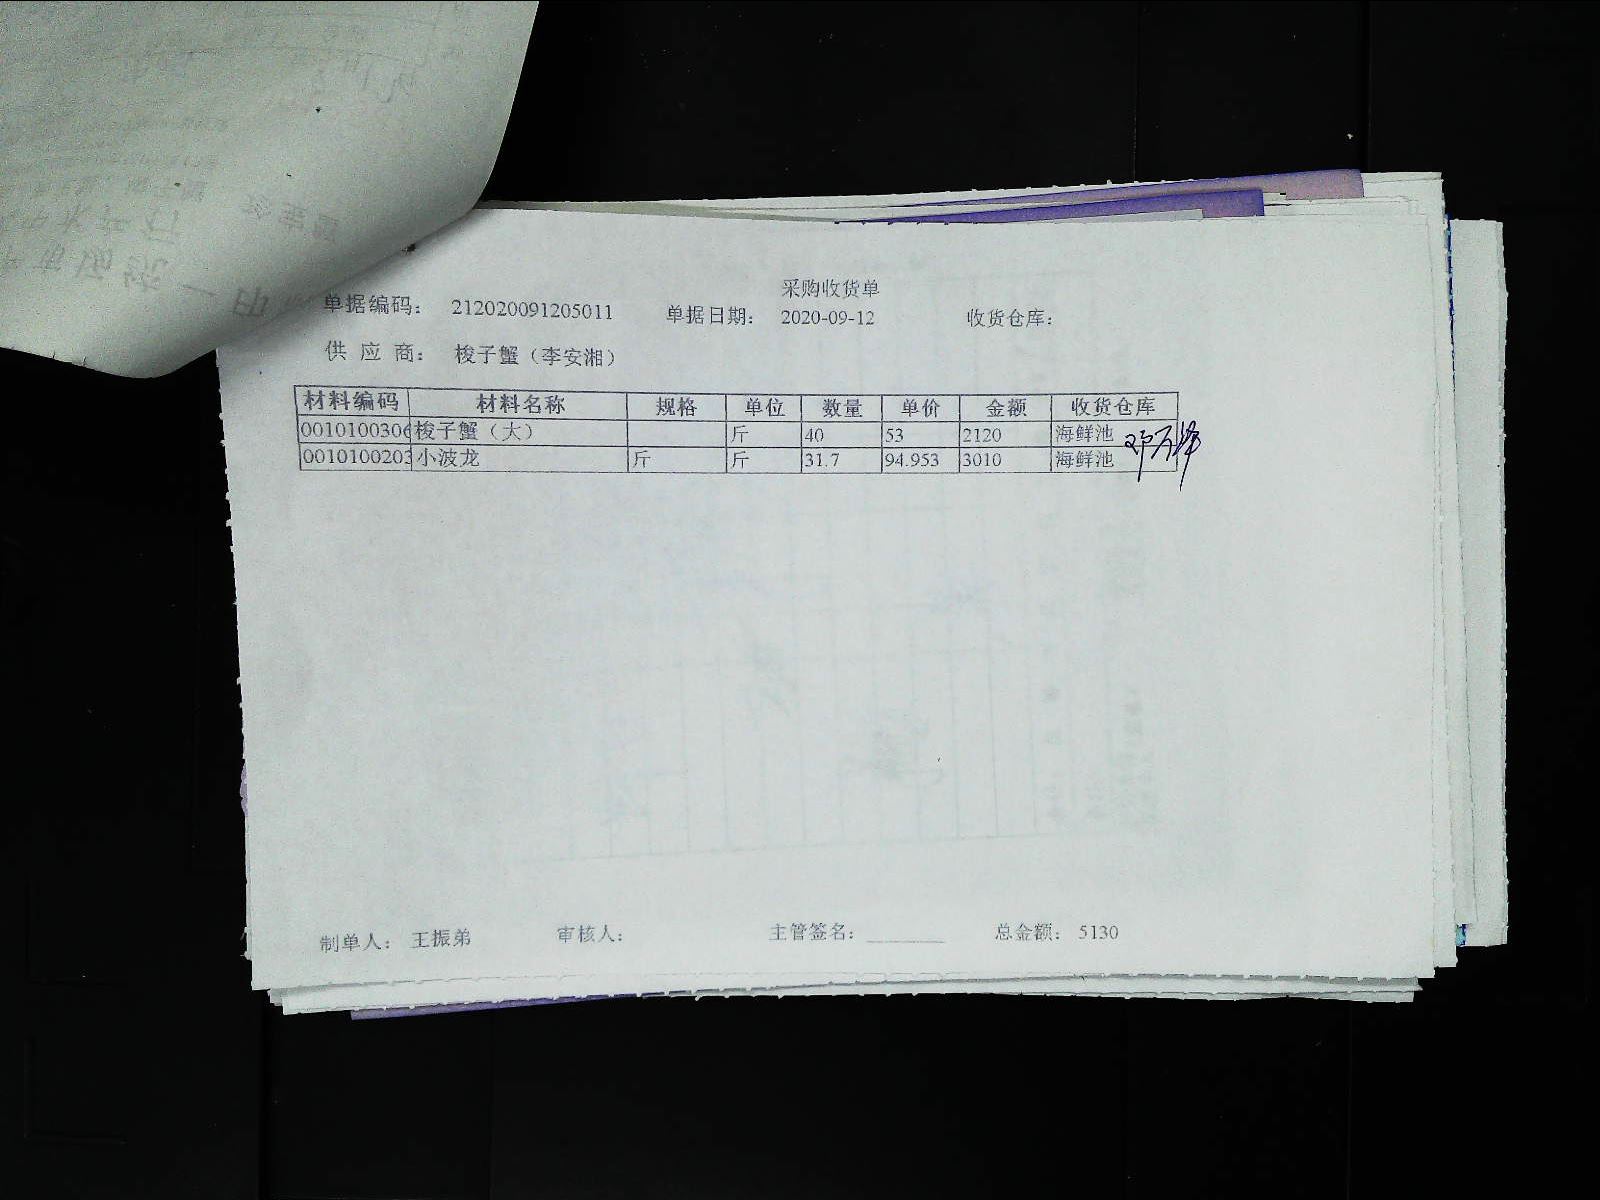 采购收货单
单据编码： 212020091205011 单据日期： 2020-09-12 收货仓库：
供 应 商： 梭子蟹（李安湘）
材料编码 材料名称 规格 单位 数量 单价 金额 收货仓库
0010100306 梭子蟹（大） 斤 40 53 2120 海鲜池
0010100203 小波龙 斤 斤 31.7 94.953 3010 海鲜池
制单人： 王振弟 审核人： 主管签名： 总金额： 5130